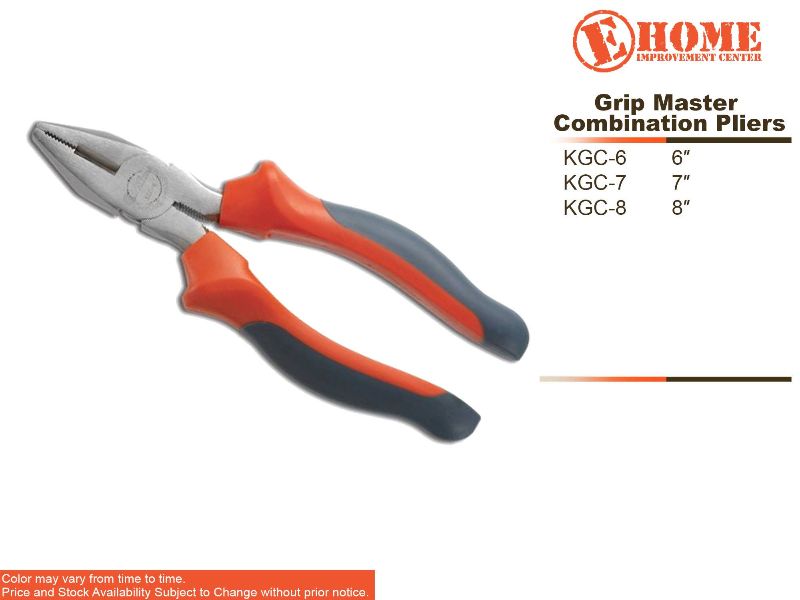 E HOME
IMPROVEMENT CENTER
Grip Master
Combination Pliers
KGC-6 6″
KGC-7 7″
KGC-8 8″
Color may vary from time to time.
Price and Stock Availability Subject to Change without prior notice.